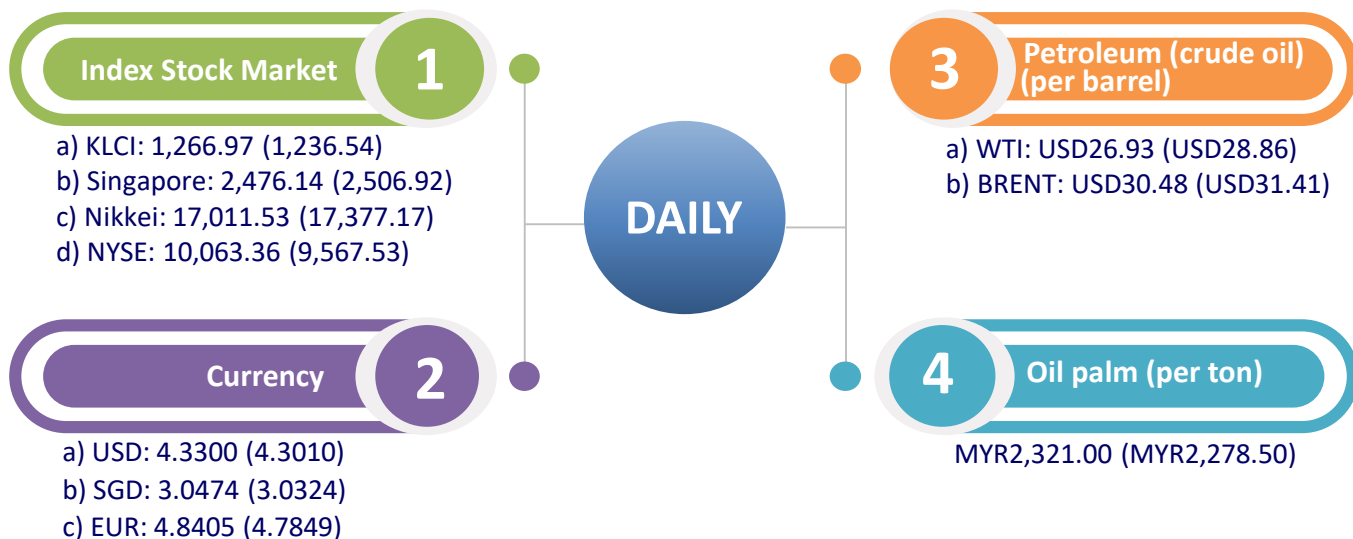 Index Stock Market
1
a) KLCI: 1,266.97 (1,236.54)
b) Singapore: 2,476.14 (2,506.92)
c) Nikkei: 17,011.53 (17,377.17)
d) NYSE: 10,063.36 (9,567.53)
Currency
2
a) USD: 4.3300 (4.3010)
b) SGD: 3.0474 (3.0324)
c) EUR: 4.8405 (4.7849)
DAILY
3
Petroleum (crude oil)
(per barrel)
a) WTI: USD26.93 (USD28.86)
b) BRENT: USD30.48 (USD31.41)
4
Oil palm (per ton)
MYR2,321.00 (MYR2,278.50)